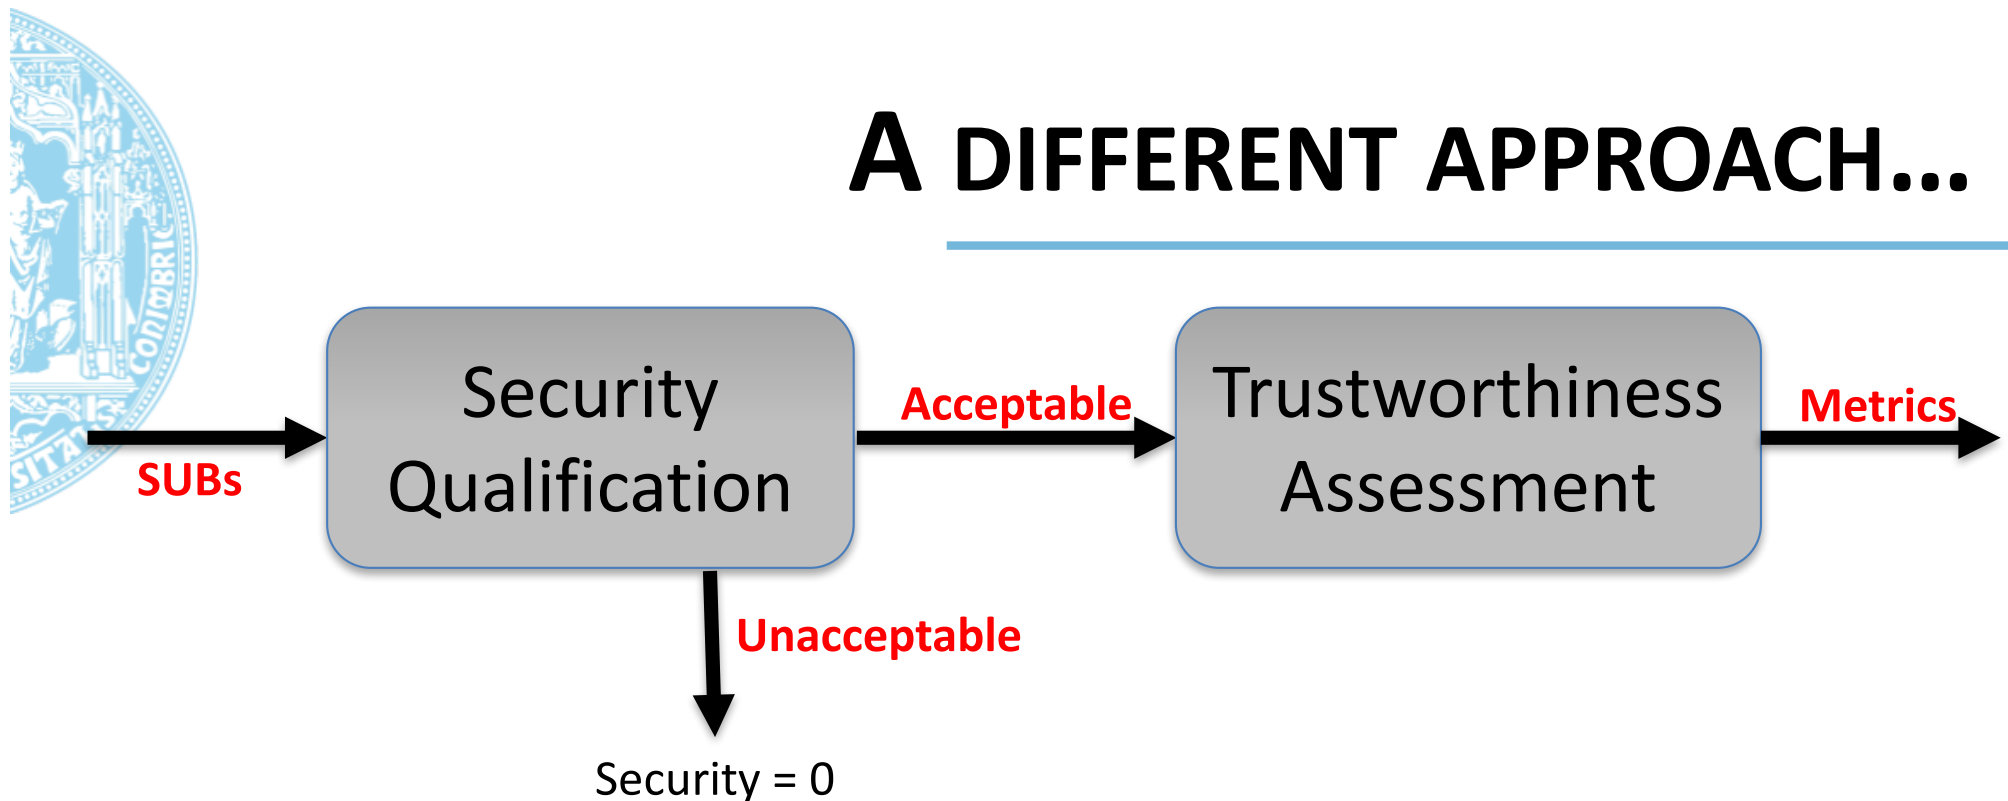 A DIFFERENT APPROACH...
SUBs
Security
Qualification
Acceptable
Trustworthiness
Assessment
Metrics
Unacceptable
Security = 0